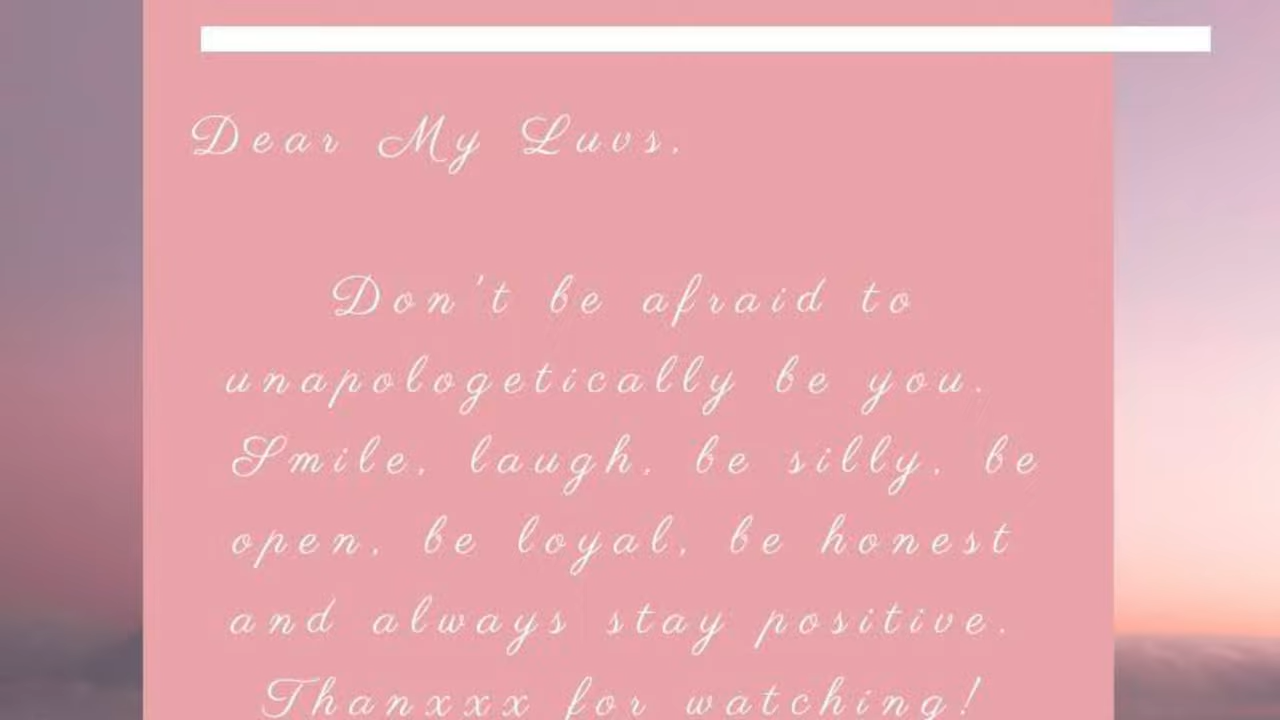 Dear My Luvs,
Don't be afraid to
unapologetically be you.
Smile, laugh, be silly, be
open, be loyal, be honest
and always stay positive.
Thanxxx for watching!